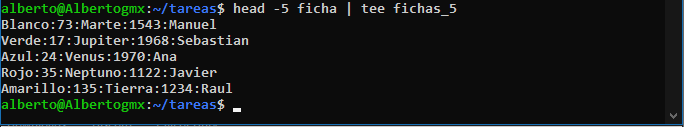 alberto@Albertogmx:~/tareas$ head -5 ficha | tee fichas_5
Blanco:73:Marte:1543:Manuel
Verde:17:Jupiter:1968:Sebastian
Azul:24:Venus:1970:Ana
Rojo:35:Neptuno:1122:Javier
Amarillo:135:Tierra:1234:Raul
alberto@Albertogmx:~/tareas$